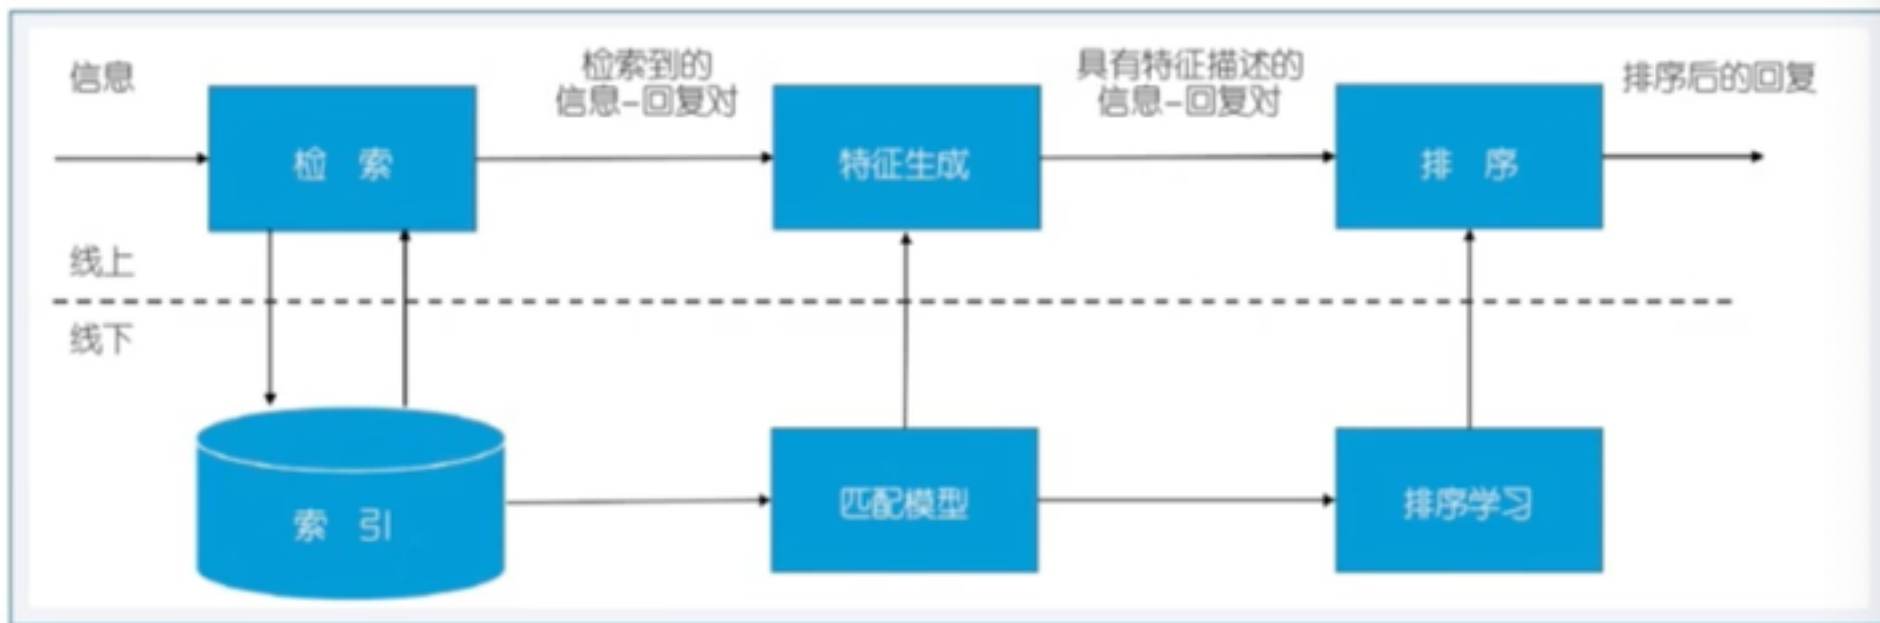 信息
检索到的
信息-回复对
具有特征描述的
信息-回复对
排序后的回复
检 索
特征生成
排 序
线上
线下
索 引
匹配模型
排序学习